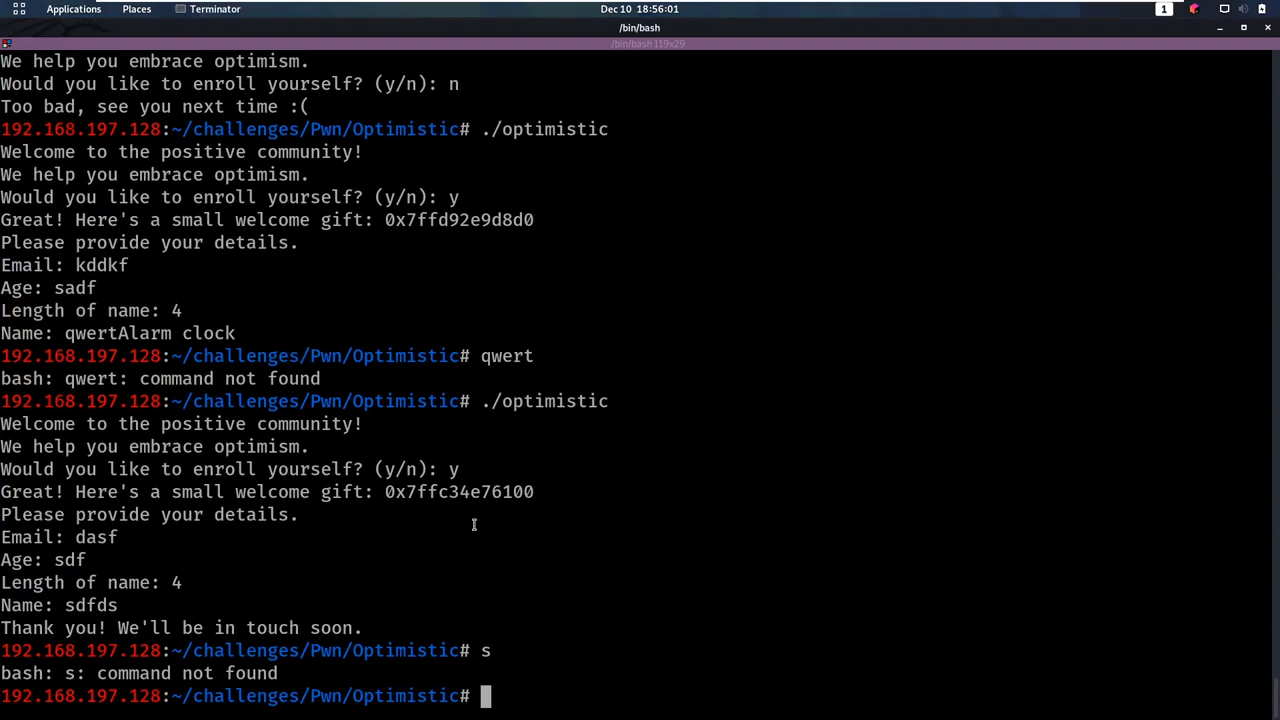 Applications Places Terminator Dec 10 18:56:01 1
/bin/bash
/bin/bash 119x29
We help you embrace optimism.
Would you like to enroll yourself? (y/n): n
Too bad, see you next time :(
192.168.197.128:~/challenges/Pwn/Optimistic# ./optimistic
Welcome to the positive community!
We help you embrace optimism.
Would you like to enroll yourself? (y/n): y
Great! Here's a small welcome gift: 0x7ffd92e9d8d0
Please provide your details.
Email: kddkf
Age: sadf
Length of name: 4
Name: qwertAlarm clock
192.168.197.128:~/challenges/Pwn/Optimistic# qwert
bash: qwert: command not found
192.168.197.128:~/challenges/Pwn/Optimistic# ./optimistic
Welcome to the positive community!
We help you embrace optimism.
Would you like to enroll yourself? (y/n): y
Great! Here's a small welcome gift: 0x7ffc34e76100
Please provide your details.
Email: dasf
Age: sdf
Length of name: 4
Name: sdfds
Thank you! We'll be in touch soon.
192.168.197.128:~/challenges/Pwn/Optimistic# s
bash: s: command not found
192.168.197.128:~/challenges/Pwn/Optimistic#